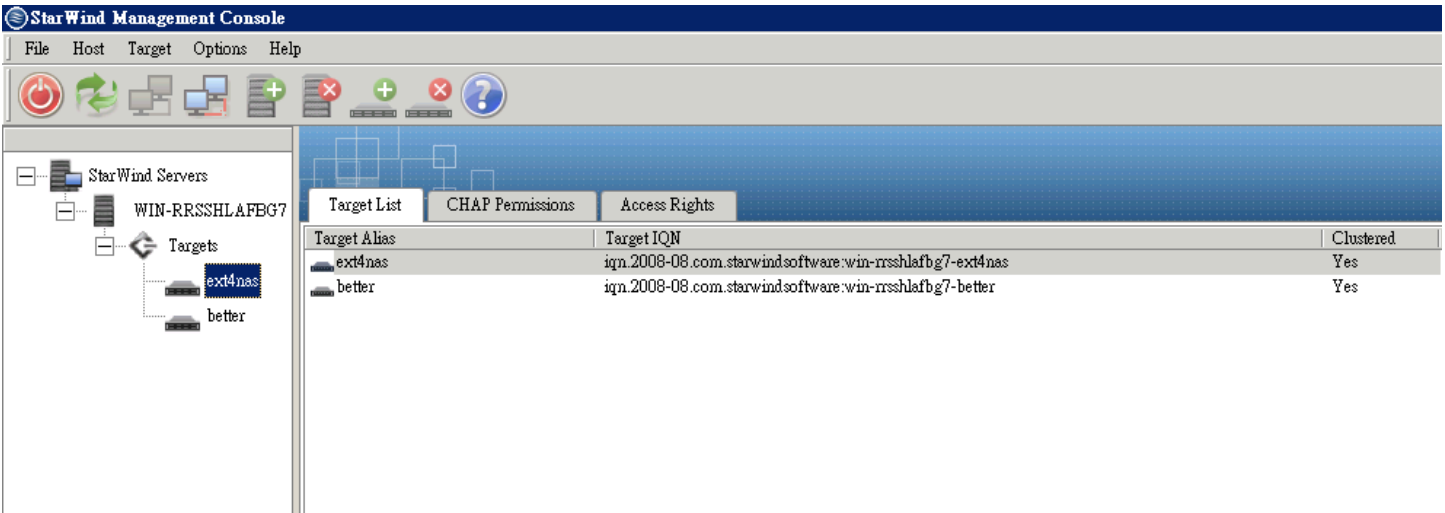 StarWind Management Console
File Host Target Options Help
StarWind Servers
WIN-RRSSHLAFBG7
Targets
ext4nas
better
Target List CHAP Permissions Access Rights
Target Alias Target IQN Clustered
ext4nas iqn.2008-08.com.starwindsoftware:win-rrsshlafbg7-ext4nas Yes
better iqn.2008-08.com.starwindsoftware:win-rrsshlafbg7-better Yes